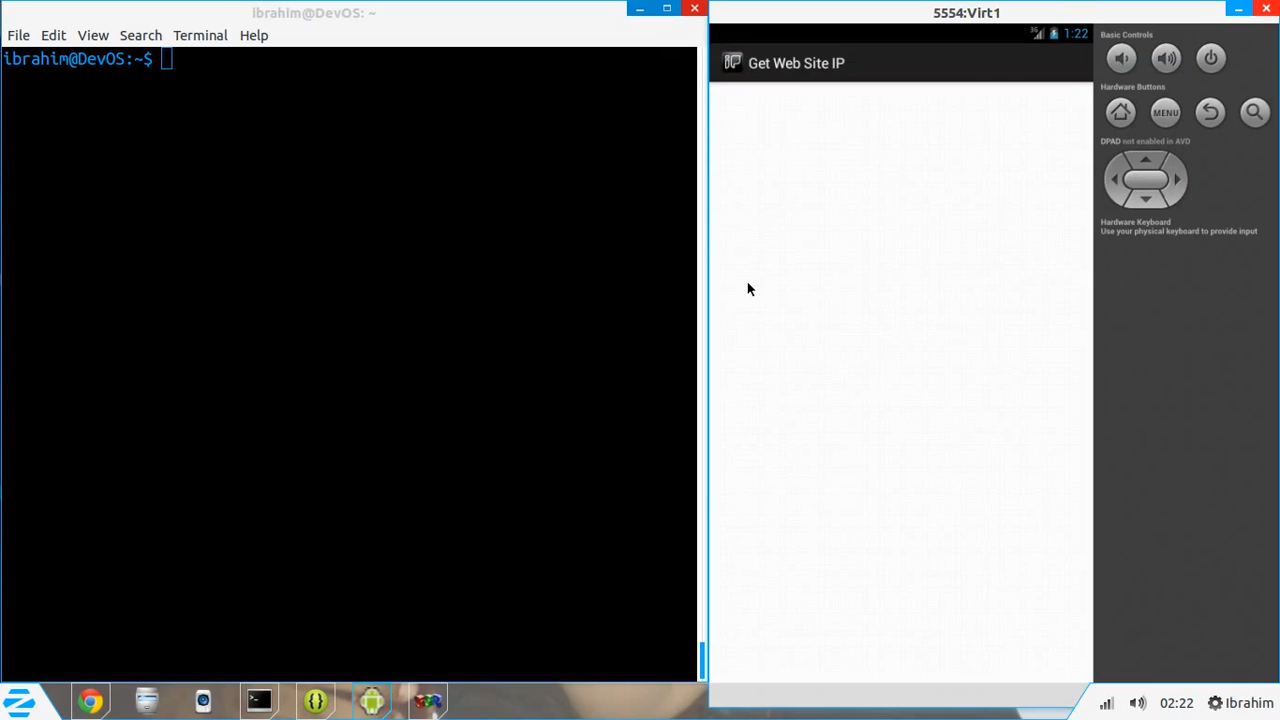 ibrahim@DevOS: ~
File Edit View Search Terminal Help
ibrahim@DevOS:~$
5554:Virt1
3G 1:22
Get Web Site IP
Basic Controls
Hardware Buttons
MENU
DPAD not enabled in AVD
Hardware Keyboard
Use your physical keyboard to provide input
02:22 Ibrahim